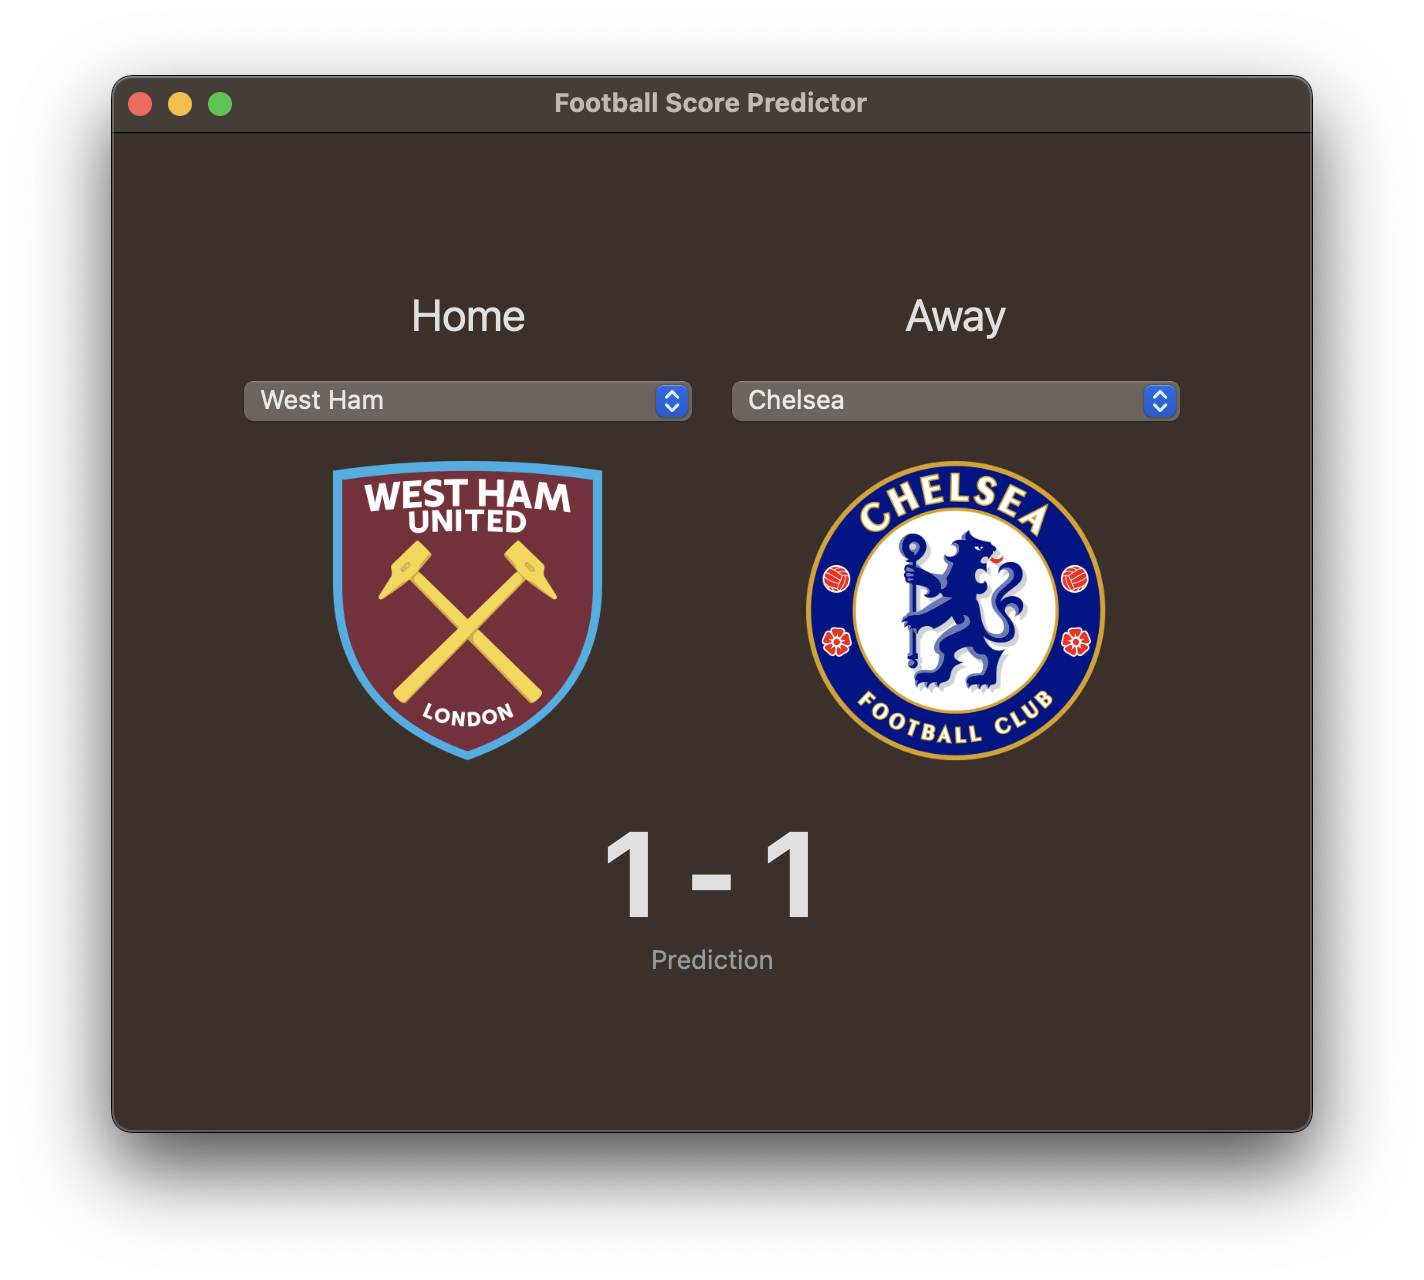 Football Score Predictor
Home
Away
West Ham
Chelsea
WEST HAM
UNITED
LONDON
CHELSEA
FOOTBALL CLUB
1 - 1
Prediction